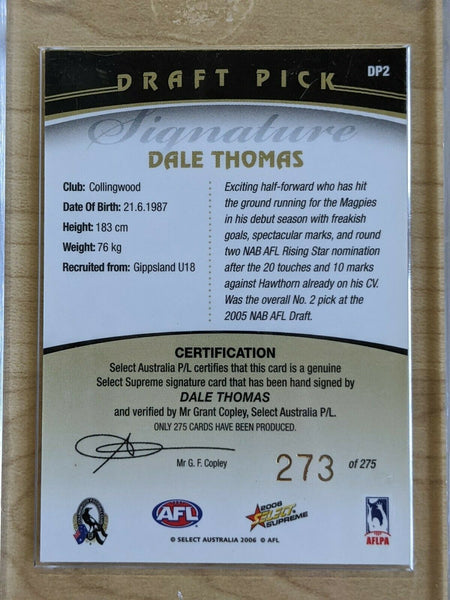 DP2
DRAFT PICK
Signature
DALE THOMAS
Club: Collingwood
Date Of Birth: 21.6.1987
Height: 183 cm
Weight: 76 kg
Recruited from: Gippsland U18
Exciting half-forward who has hit
the ground running for the Magpies
in his debut season with freakish
goals, spectacular marks, and round
two NAB AFL Rising Star nomination
after the 20 touches and 10 marks
against Hawthorn already on his CV.
Was the overall No. 2 pick at the
2005 NAB AFL Draft.
CERTIFICATION
Select Australia P/L certifies that this card is a genuine
Select Supreme signature card that has been hand signed by
DALE THOMAS
and verified by Mr Grant Copley, Select Australia P/L.
ONLY 275 CARDS HAVE BEEN PRODUCED.
Mr G. F. Copley
273 of 275
AFL
2006
SELECT
SUPREME
AFLPA
© SELECT AUSTRALIA 2006 © AFL